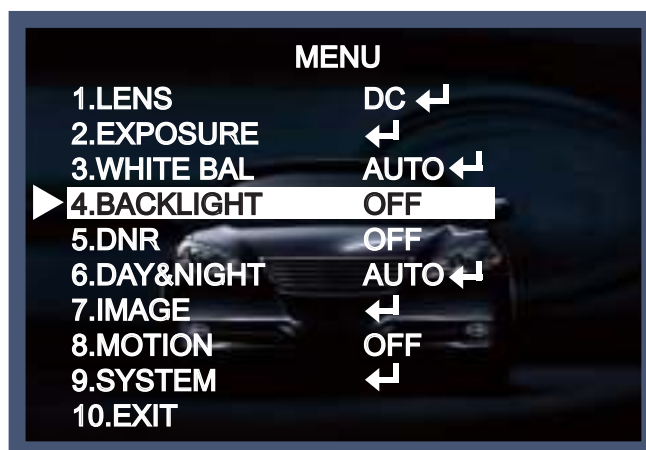 MENU
1.LENS DC ↵
2.EXPOSURE ↵
3.WHITE BAL AUTO ↵
4.BACKLIGHT OFF
5.DNR OFF
6.DAY&NIGHT AUTO ↵
7.IMAGE ↵
8.MOTION OFF
9.SYSTEM ↵
10.EXIT